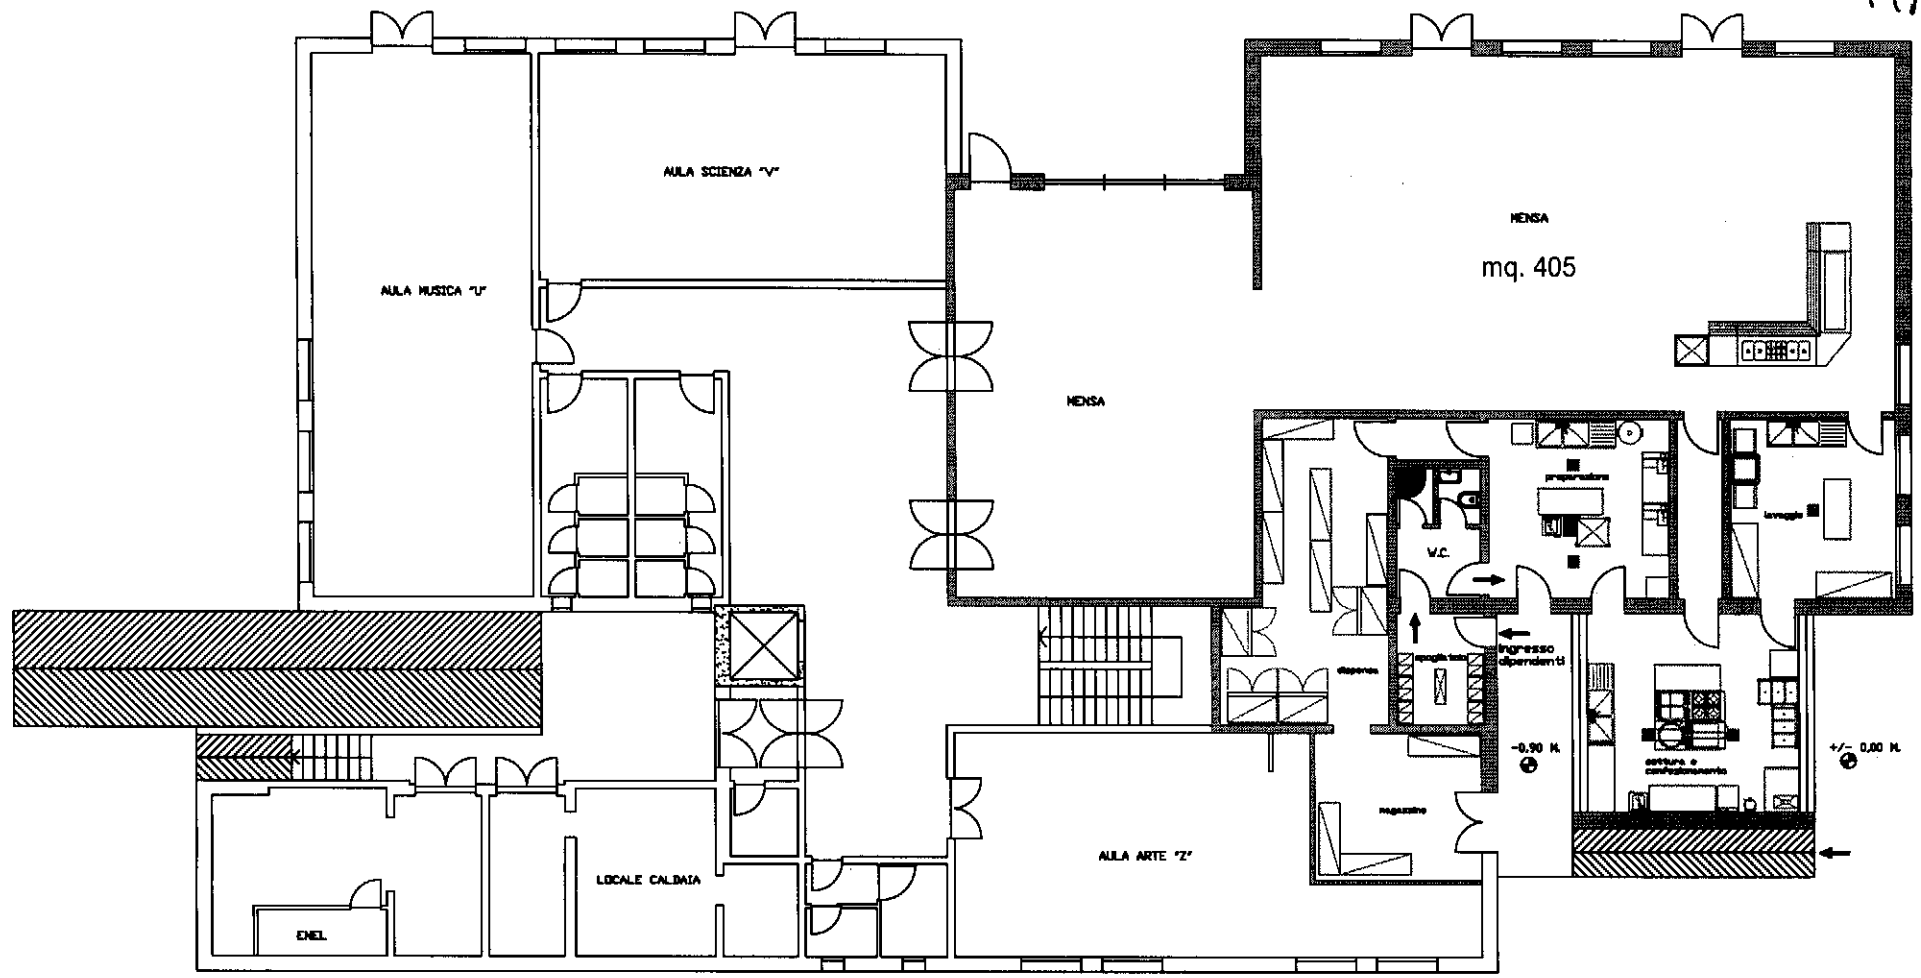 AULA SCIENZA "V"
AULA MUSICA "U"
MENSA
mq. 405
MENSA
preparazione
lavaggio
W.C.
ingresso
dipendenti
spogliatoio
dispensa
-0.90 M.
+/- 0.00 M.
cottura e
confezionamento
magazzino
AULA ARTE "Z"
LOCALE CALDAIA
ENEL